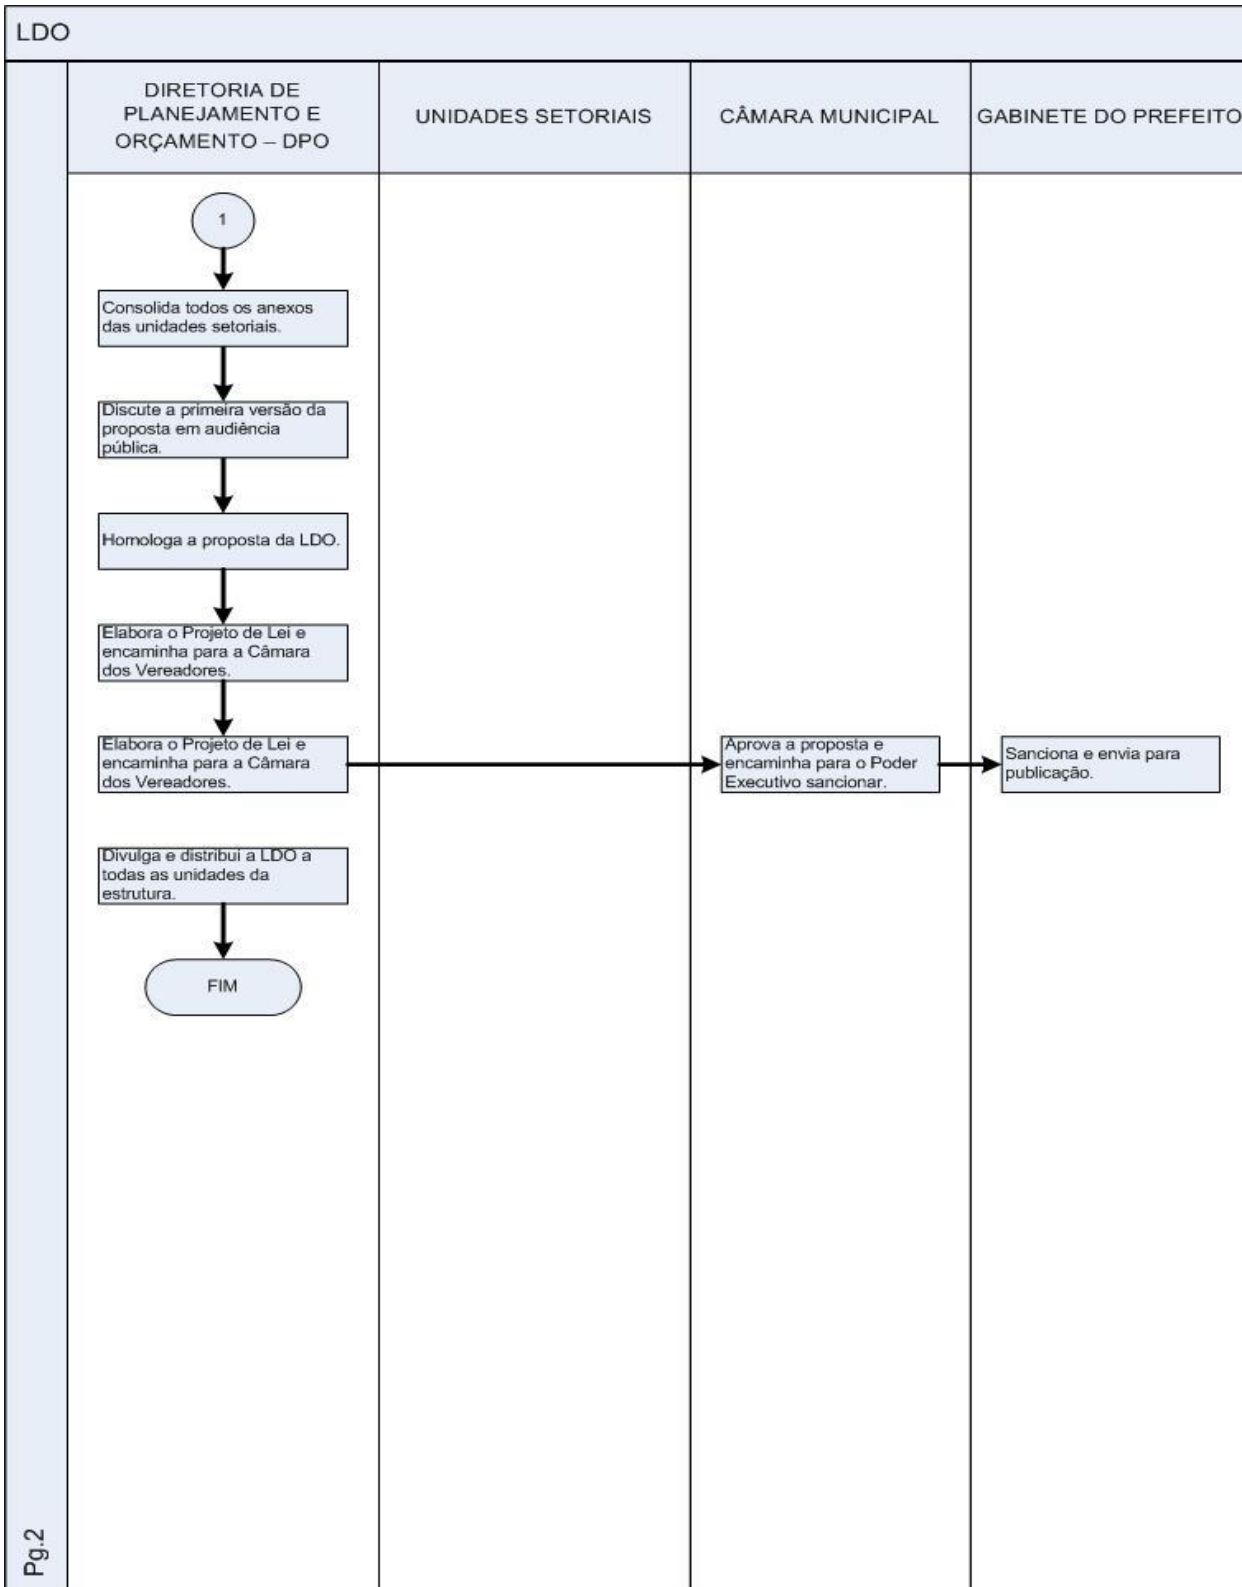 LDO
DIRETORIA DE
PLANEJAMENTO E
ORÇAMENTO – DPO
UNIDADES SETORIAIS
CÂMARA MUNICIPAL
GABINETE DO PREFEITO
1
Consolida todos os anexos
das unidades setoriais.
Discute a primeira versão da
proposta em audiência
pública.
Homologa a proposta da LDO.
Elabora o Projeto de Lei e
encaminha para a Câmara
dos Vereadores.
Elabora o Projeto de Lei e
encaminha para a Câmara
dos Vereadores.
Aprova a proposta e
encaminha para o Poder
Executivo sancionar.
Sanciona e envia para
publicação.
Divulga e distribui a LDO a
todas as unidades da
estrutura.
FIM
Pg.2